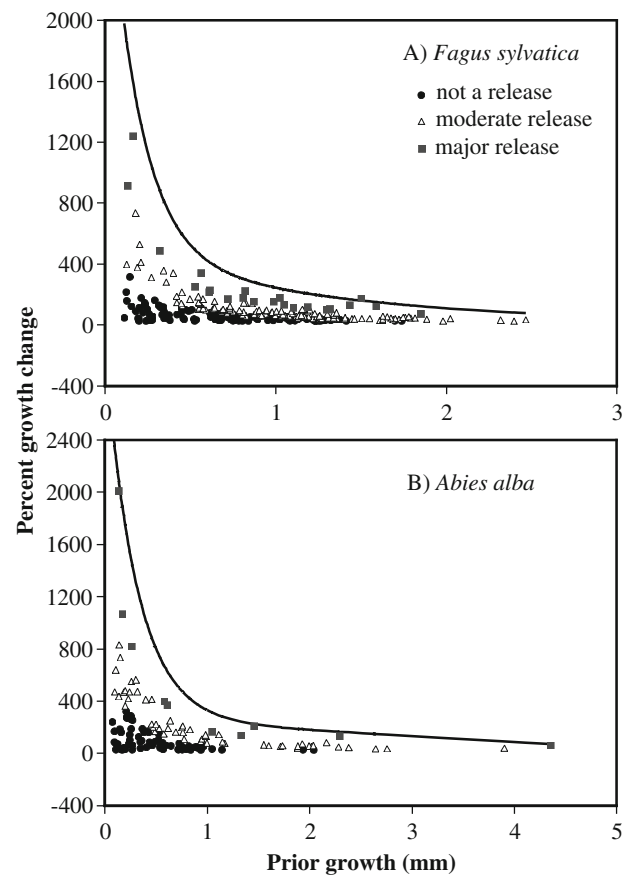 2000
1600
1200
800
400
0
-400
A) Fagus sylvatica
not a release
moderate release
major release
0 1 2 3
Percent growth change
2400
2000
1600
1200
800
400
0
-400
B) Abies alba
0 1 2 3 4 5
Prior growth (mm)